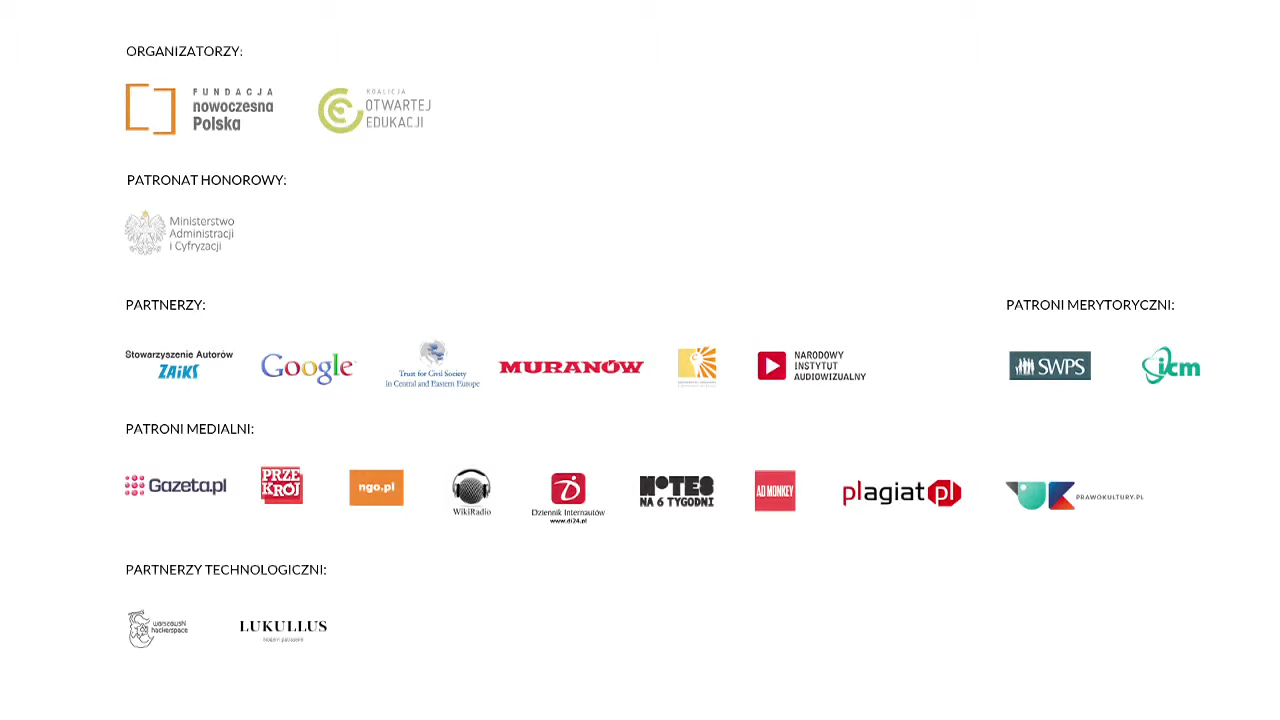 ORGANIZATORZY:
FUNDACJA
nowoczesna
Polska
KOALICJA
OTWARTEJ
EDUKACJI
PATRONAT HONOROWY:
Ministerstwo
Administracji
i Cyfryzacji
PARTNERZY:
Stowarzyszenie Autorów
ZAiKS
Google
Trust for Civil Society
in Central and Eastern Europe
MURANÓW
NARODOWY
INSTYTUT
AUDIOWIZUALNY
PATRONI MERYTORYCZNI:
SWPS
icm
PATRONI MEDIALNI:
Gazeta.pl
PRZE
KRÓJ
ngo.pl
WikiRadio
Dziennik Internautów
www.di24.pl
NOTES
NA 6 TYGODNI
AD MONKEY
plagiat pl
PRAWOKULTURY.PL
PARTNERZY TECHNOLOGICZNI:
warszawski
hackerspace
LUKULLUS